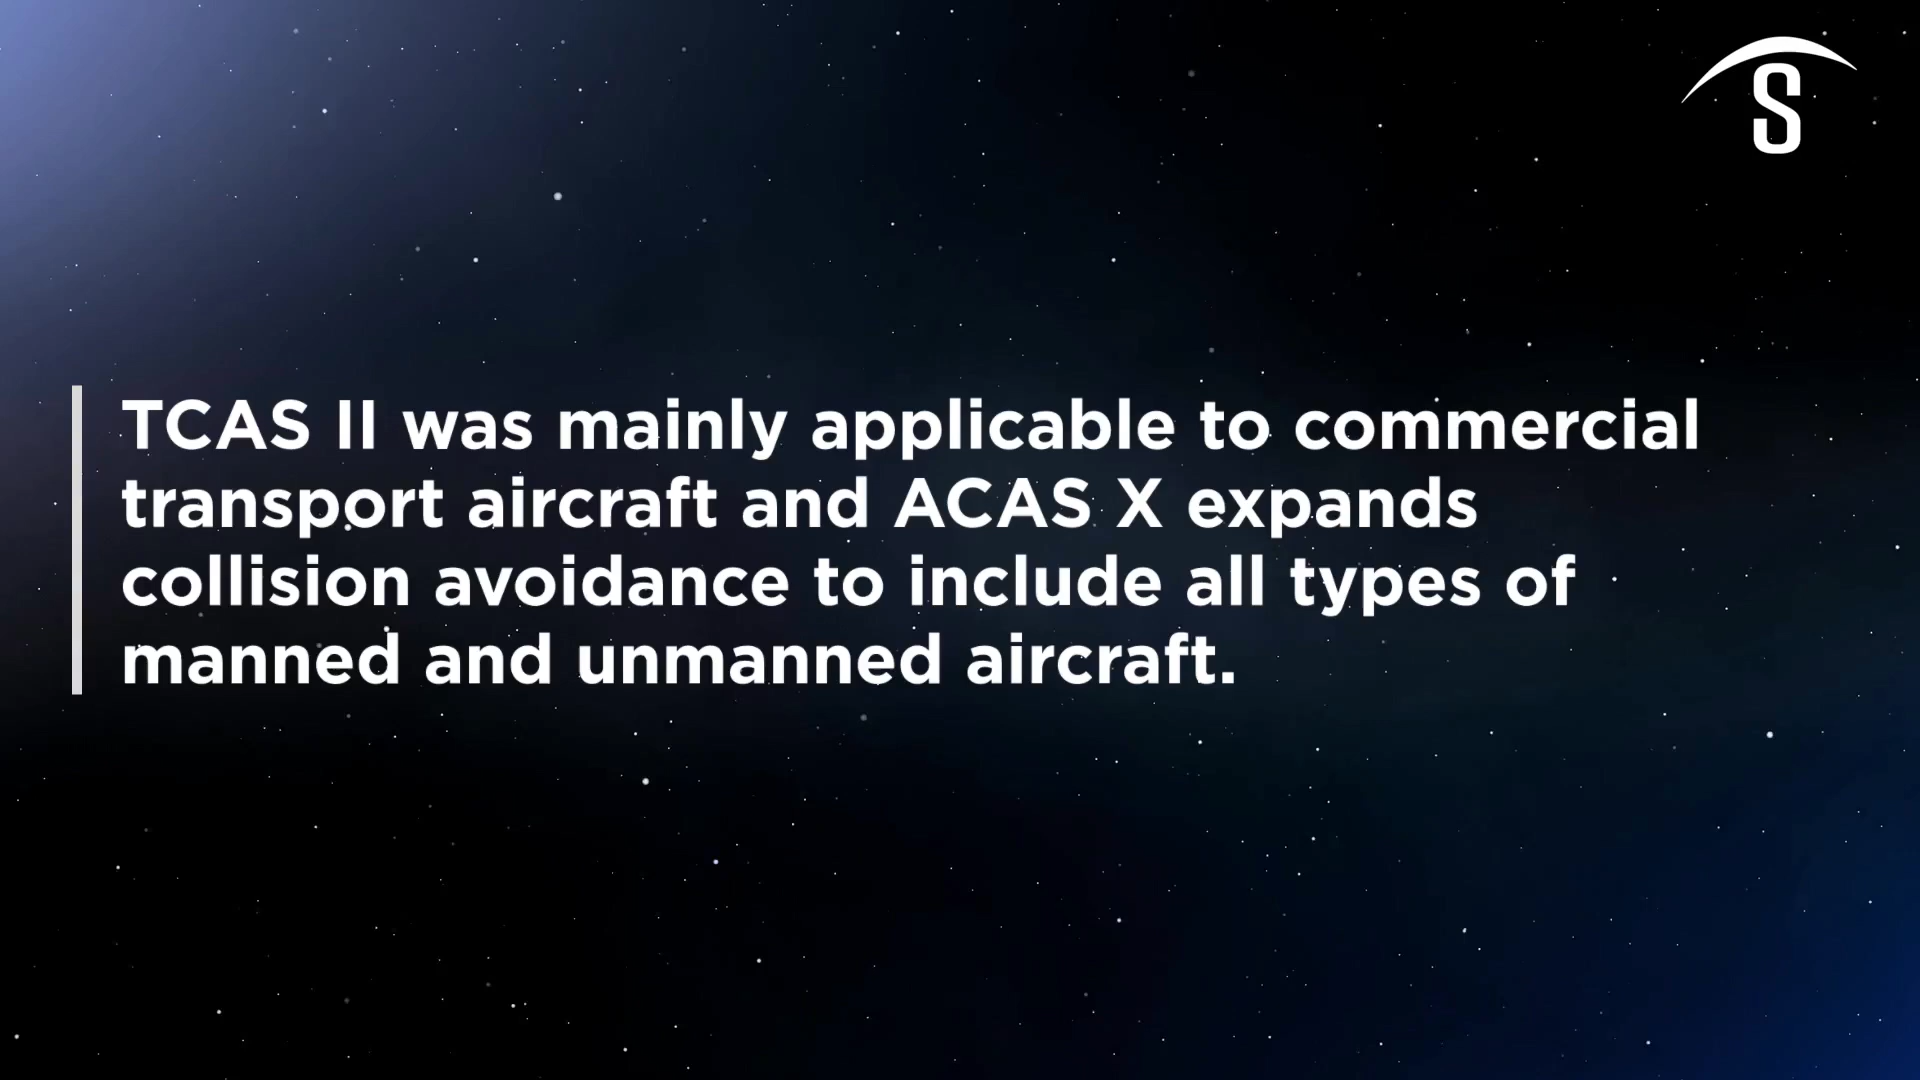 S
TCAS II was mainly applicable to commercial
transport aircraft and ACAS X expands
collision avoidance to include all types of
manned and unmanned aircraft.